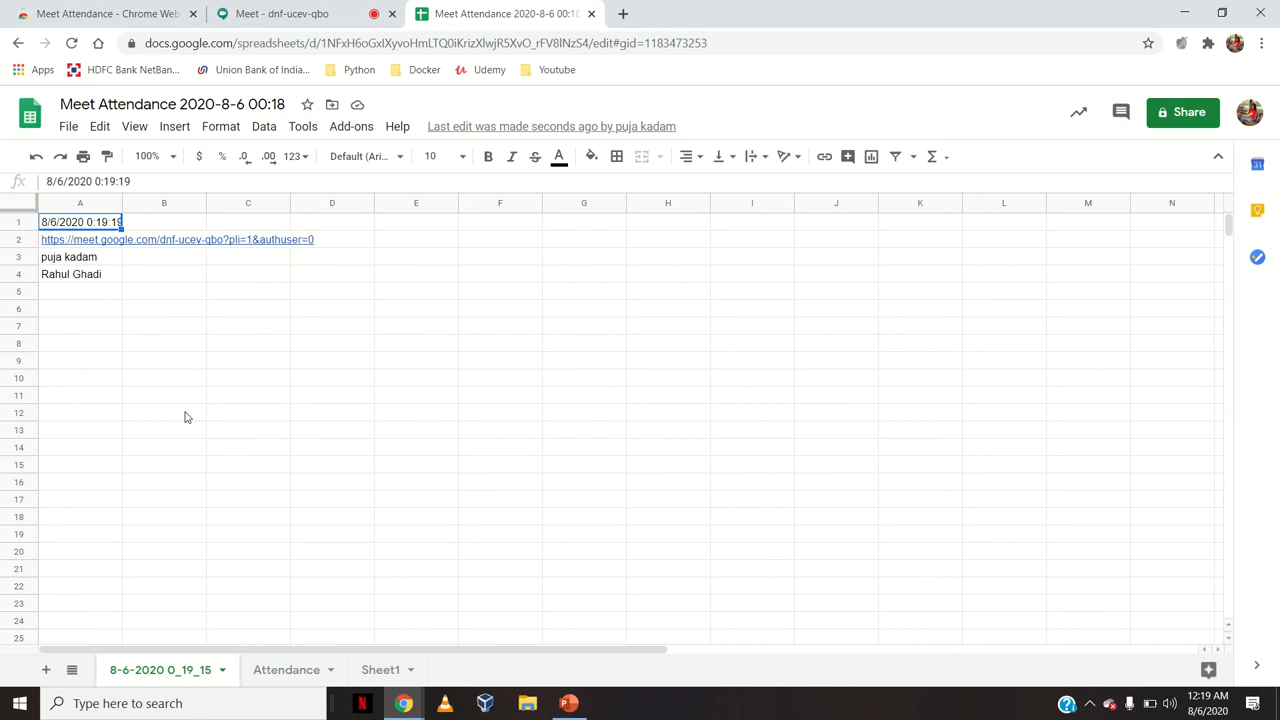 Meet Attendance - Chrome Web
Meet - dnf-ucev-qbo
Meet Attendance 2020-8-6 00:18
docs.google.com/spreadsheets/d/1NFxH6oGxlXyvoHmLTQ0iKrizXlwjR5XvO_rFV8lNzS4/edit#gid=1183473253
Apps HDFC Bank NetBan... Union Bank of India... Python Docker Udemy Youtube
Meet Attendance 2020-8-6 00:18
Share
File Edit View Insert Format Data Tools Add-ons Help Last edit was made seconds ago by puja kadam
100% $ % .0 .00 123 Default (Ari... 10 B I S A Σ
fx 8/6/2020 0:19:19
A B C D E F G H I J K L M N
1 8/6/2020 0:19:19
2 https://meet.google.com/dnf-ucev-qbo?pli=1&authuser=0
3 puja kadam
4 Rahul Ghadi
5
6
7
8
9
10
11
12
13
14
15
16
17
18
19
20
21
22
23
24
25
31
8-6-2020 0_19_15 Attendance Sheet1
Type here to search
12:19 AM
8/6/2020